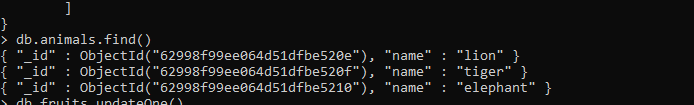 ]
}
> db.animals.find()
{ "_id" : ObjectId("62998f99ee064d51dfbe520e"), "name" : "lion" }
{ "_id" : ObjectId("62998f99ee064d51dfbe520f"), "name" : "tiger" }
{ "_id" : ObjectId("62998f99ee064d51dfbe5210"), "name" : "elephant" }
> db.fruits.updateOne()